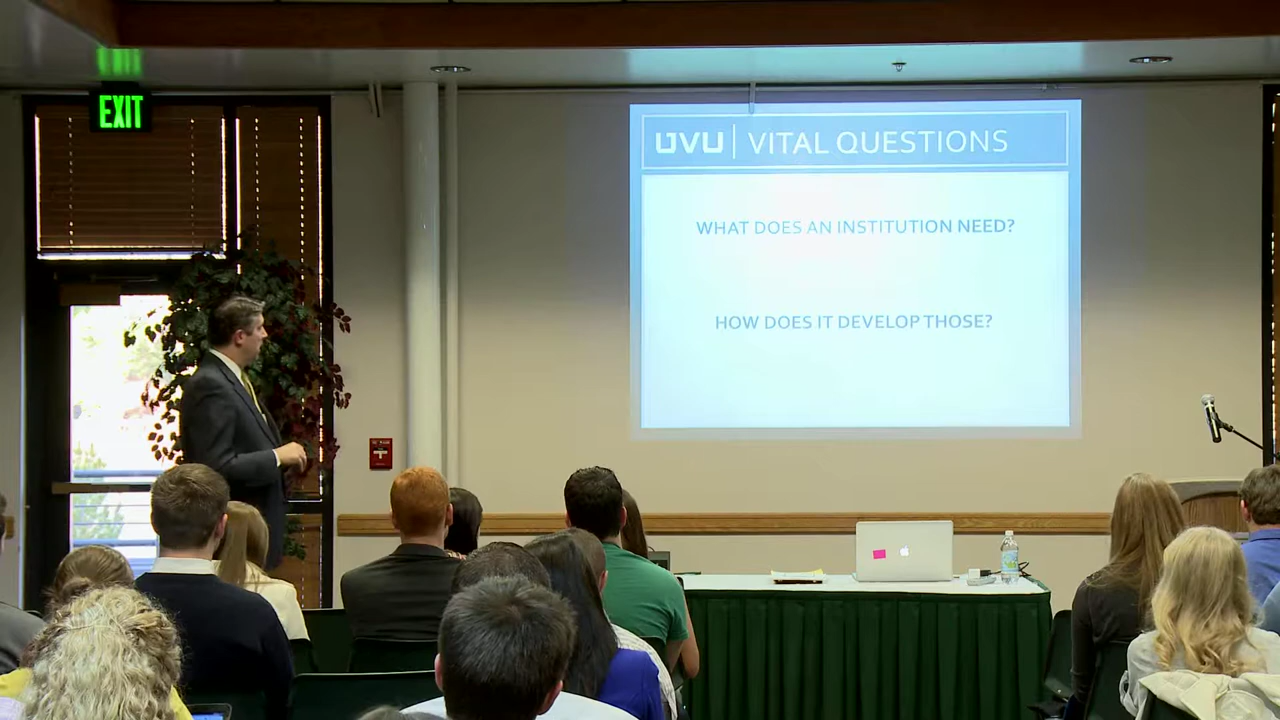 EXIT
UVU | VITAL QUESTIONS
WHAT DOES AN INSTITUTION NEED?
HOW DOES IT DEVELOP THOSE?